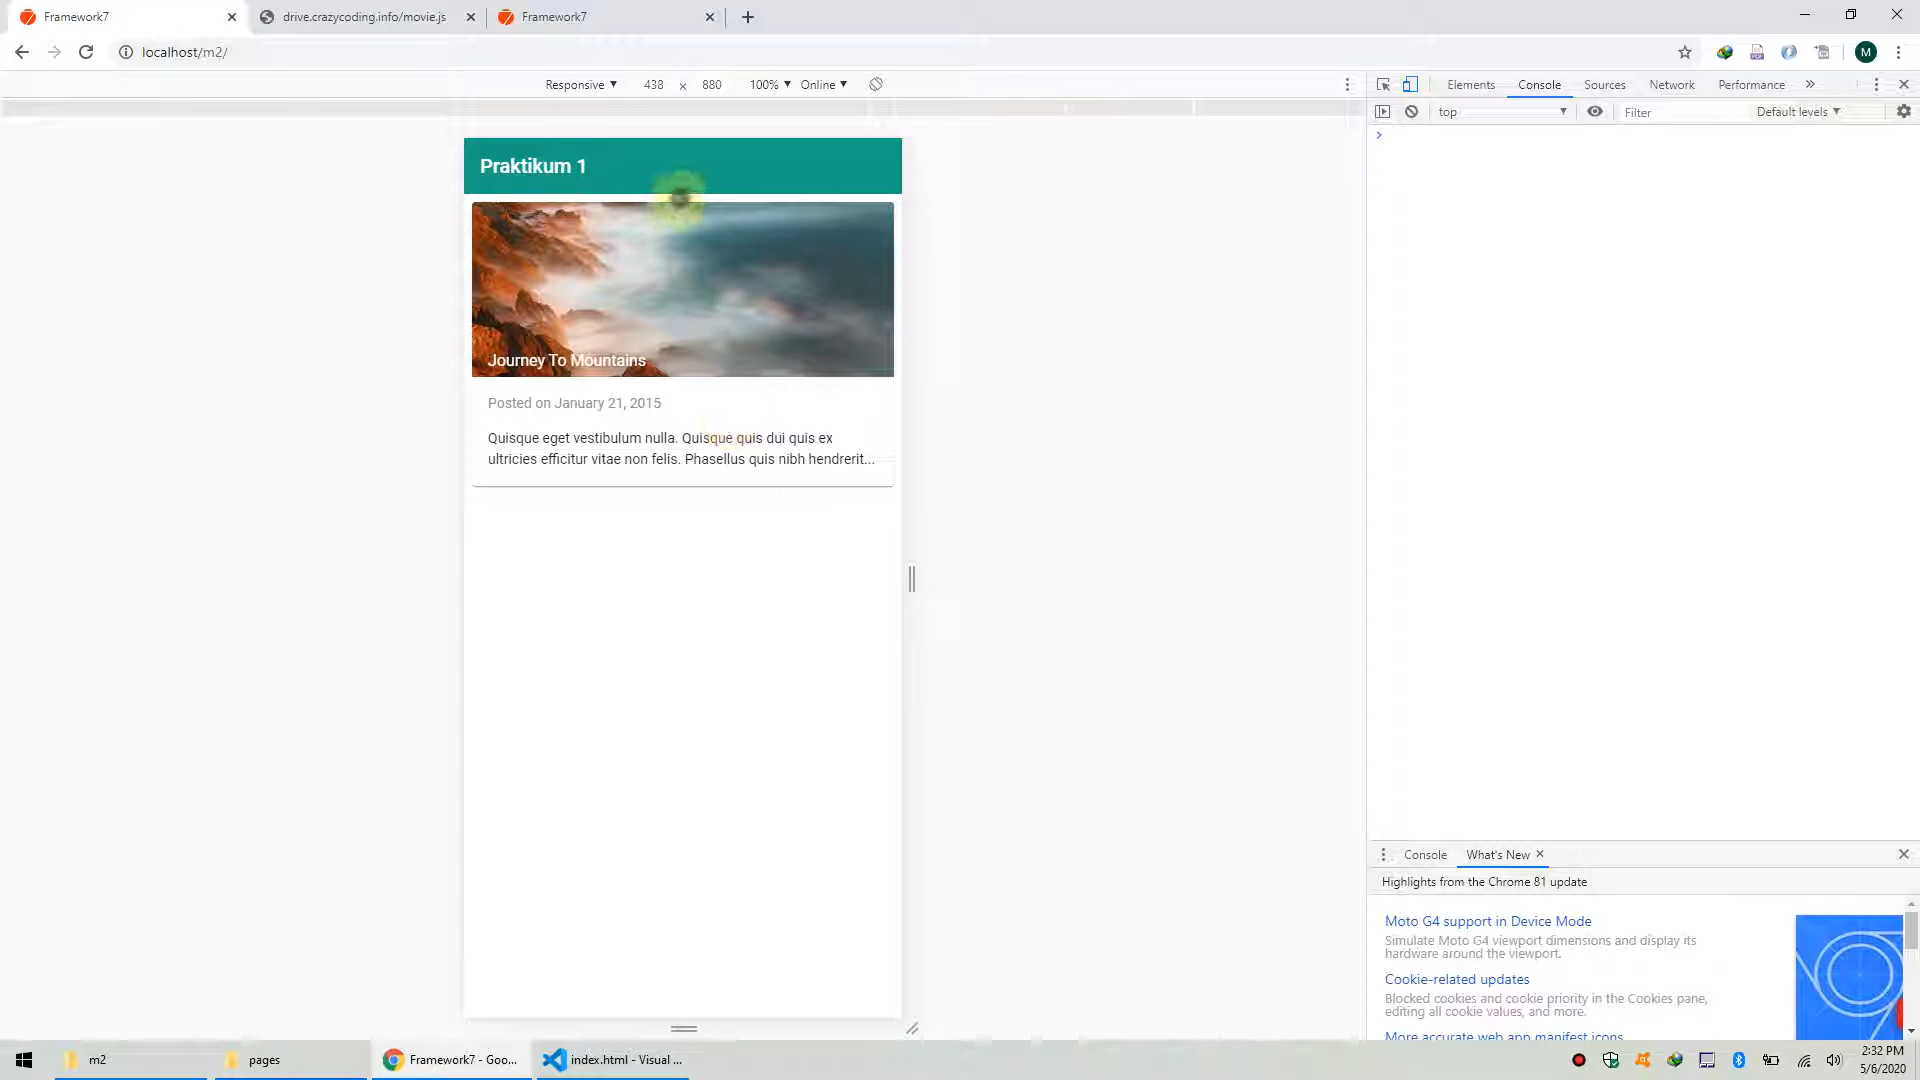 Framework7
drive.crazycoding.info/movie.js
Framework7
localhost/m2/
M
Responsive
438
x
880
100%
Online
Elements
Console
Sources
Network
Performance
top
Filter
Default levels
Praktikum 1
Journey To Mountains
Posted on January 21, 2015
Quisque eget vestibulum nulla. Quisque quis dui quis ex
ultricies efficitur vitae non felis. Phasellus quis nibh hendrerit...
Console
What's New
Highlights from the Chrome 81 update
Moto G4 support in Device Mode
Simulate Moto G4 viewport dimensions and display its
hardware around the viewport.
Cookie-related updates
Blocked cookies and cookie priority in the Cookies pane,
editing all cookie values, and more.
More accurate web app manifest icons
m2
pages
Framework7 - Goo...
index.html - Visual ...
2:32 PM
5/6/2020